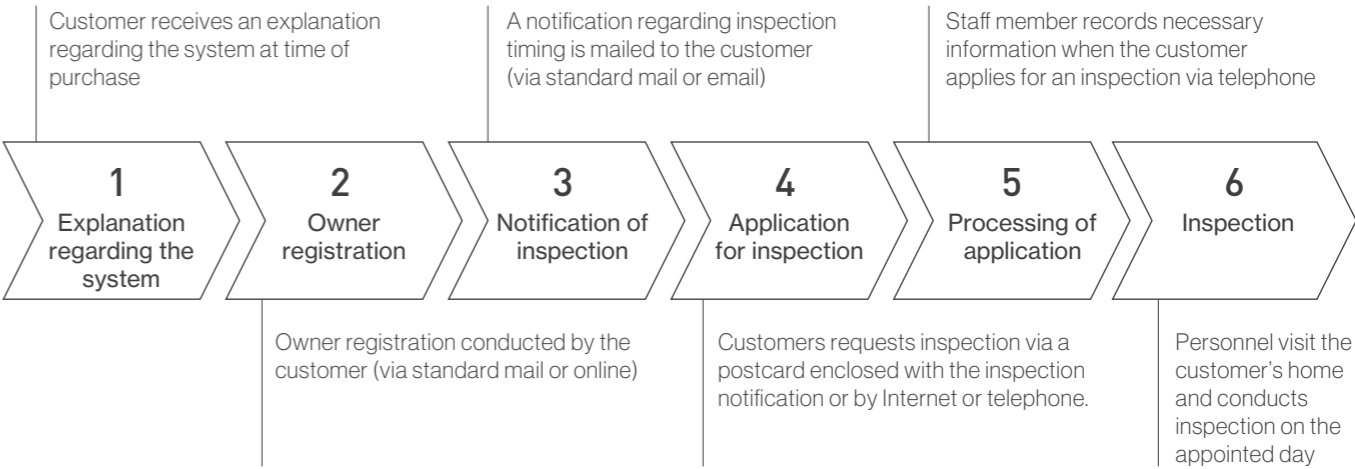 Customer receives an explanation
regarding the system at time of
purchase
A notification regarding inspection
timing is mailed to the customer
(via standard mail or email)
Staff member records necessary
information when the customer
applies for an inspection via telephone
1
Explanation
regarding the
system
2
Owner
registration
3
Notification of
inspection
4
Application
for inspection
5
Processing of
application
6
Inspection
Owner registration conducted by the
customer (via standard mail or online)
Customers requests inspection via a
postcard enclosed with the inspection
notification or by Internet or telephone.
Personnel visit the
customer's home
and conducts
inspection on the
appointed day